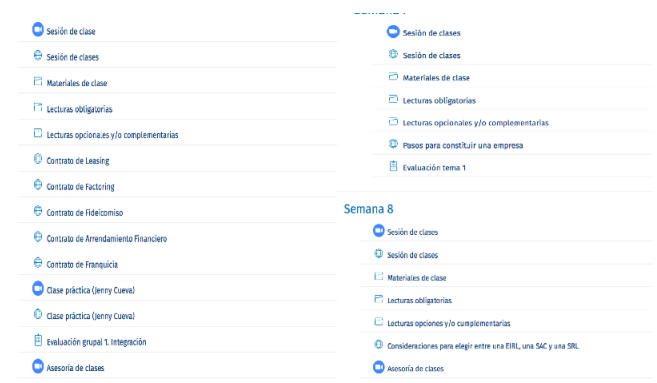 Sesión de clase
Sesión de clases
Materiales de clase
Lecturas obligatorias
Lecturas opcionales y/o complementarias
Contrato de Leasing
Contrato de Factoring
Contrato de Fideicomiso
Contrato de Arrendamiento Financiero
Contrato de Franquicia
Clase práctica (Jenny Cueva)
Clase práctica (Jenny Cueva)
Evaluación grupal 1. Integración
Asesoría de clases
Sesión de clases
Sesión de clases
Materiales de clase
Lecturas obligatorias
Lecturas opcionales y/o complementarias
Pasos para constituir una empresa
Evaluación tema 1
Semana 8
Sesión de clases
Sesión de clases
Materiales de clase
Lecturas obligatorias
Lecturas opciones y/o cumplementarias
Consideraciones para elegir entre una EIRL, una SAC y una SRL
Asesoría de clases